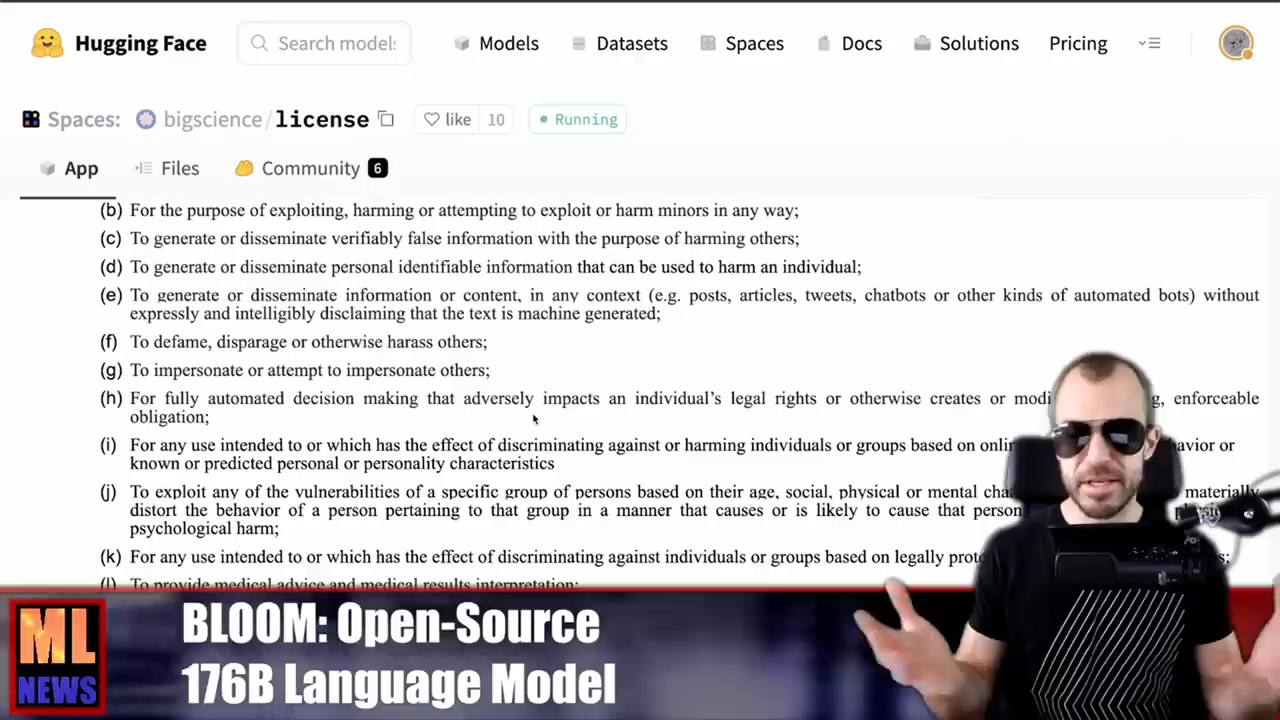 Hugging Face
Search models
Models
Datasets
Spaces
Docs
Solutions
Pricing
Spaces:
bigscience/license
like
10
Running
App
Files
Community
6
(b) For the purpose of exploiting, harming or attempting to exploit or harm minors in any way;
(c) To generate or disseminate verifiably false information with the purpose of harming others;
(d) To generate or disseminate personal identifiable information that can be used to harm an individual;
(e) To generate or disseminate information or content, in any context (e.g. posts, articles, tweets, chatbots or other kinds of automated bots) without
expressly and intelligibly disclaiming that the text is machine generated;
(f) To defame, disparage or otherwise harass others;
(g) To impersonate or attempt to impersonate others;
(h) For fully automated decision making that adversely impacts an individual's legal rights or otherwise creates or enforceable
obligation;
(i) For any use intended to or which has the effect of discriminating against or harming individuals or groups based on or
known or predicted personal or personality characteristics
(j) To exploit any of the vulnerabilities of a specific group of persons based on their age, social, physical or mental materially
distort the behavior of a person pertaining to that group in a manner that causes or is likely to cause that
psychological harm;
(k) For any use intended to or which has the effect of discriminating against individuals or groups based on legally
(l) To provide medical advice and medical results interpretation;
ML
NEWS
BLOOM: Open-Source
176B Language Model